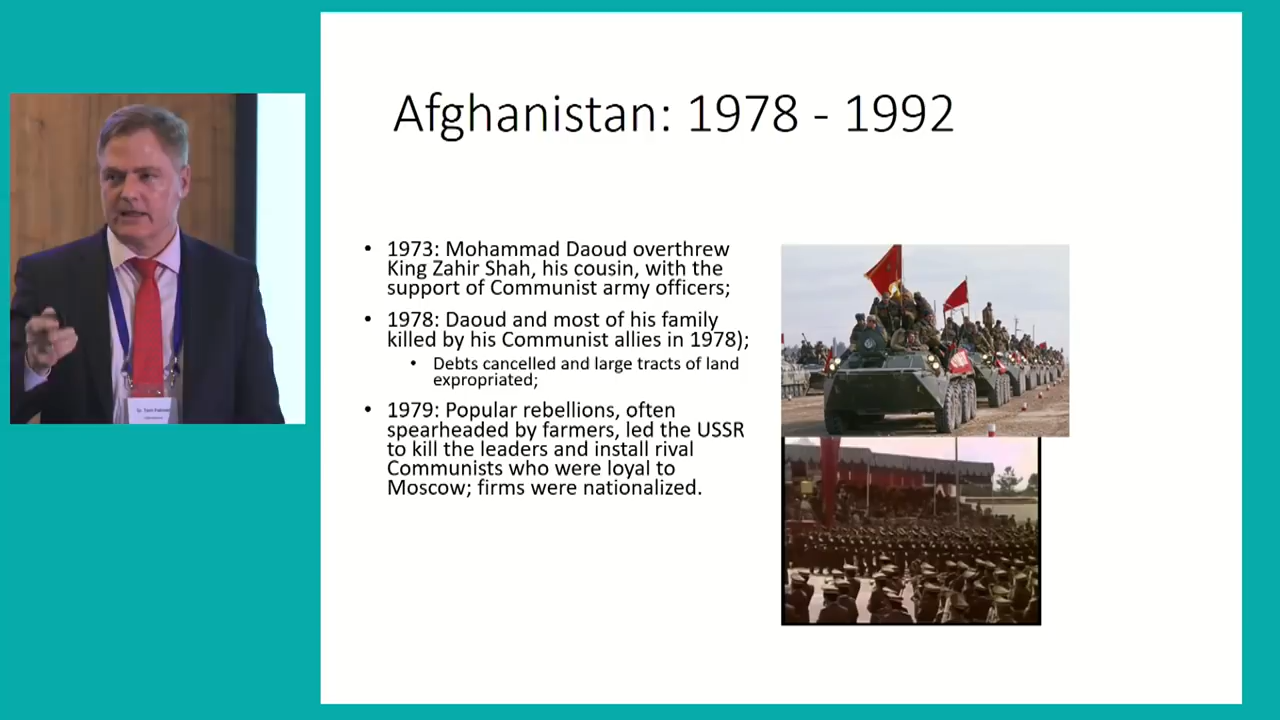 Afghanistan: 1978 - 1992
• 1973: Mohammad Daoud overthrew
King Zahir Shah, his cousin, with the
support of Communist army officers;
• 1978: Daoud and most of his family
killed by his Communist allies in 1978);
• Debts cancelled and large tracts of land
expropriated;
• 1979: Popular rebellions, often
spearheaded by farmers, led the USSR
to kill the leaders and install rival
Communists who were loyal to
Moscow; firms were nationalized.